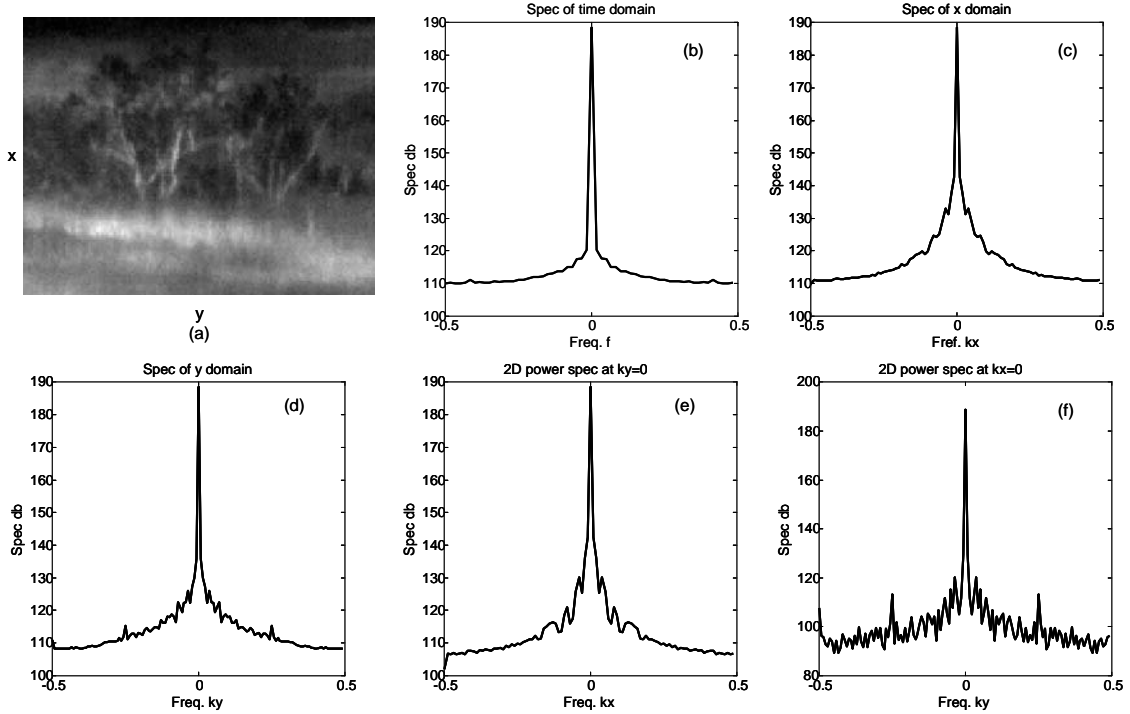 x
y
(a)
Spec of time domain
(b)
Spec db
190
180
170
160
150
140
130
120
110
100
-0.5
0
0.5
Freq. f
Spec of x domain
(c)
Spec db
190
180
170
160
150
140
130
120
110
100
-0.5
0
0.5
Fref. kx
Spec of y domain
(d)
Spec db
190
180
170
160
150
140
130
120
110
100
-0.5
0
0.5
Freq. ky
2D power spec at ky=0
(e)
Spec db
190
180
170
160
150
140
130
120
110
100
-0.5
0
0.5
Freq. kx
2D power spec at kx=0
(f)
Spec db
200
180
160
140
120
100
80
-0.5
0
0.5
Freq. ky